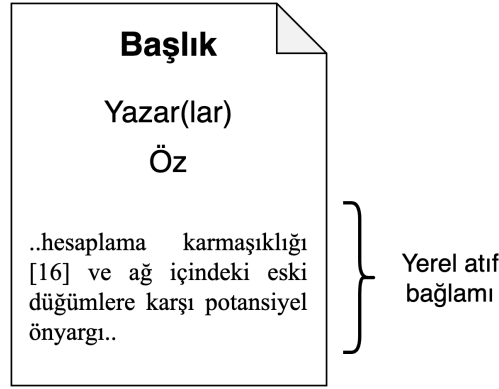 Başlık
Yazar(lar)
Öz
..hesaplama karmaşıklığı
[16] ve ağ içindeki eski
düğümlere karşı potansiyel
önyargı..
Yerel atıf
bağlamı